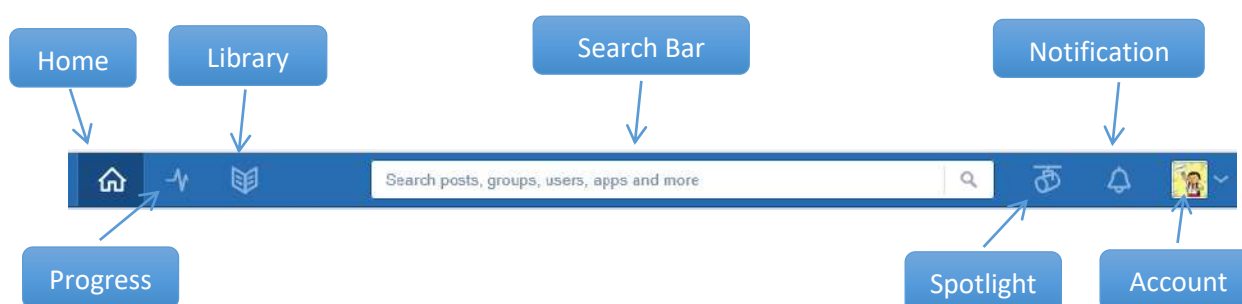 Home
Library
Search Bar
Notification
Search posts, groups, users, apps and more
Progress
Spotlight
Account